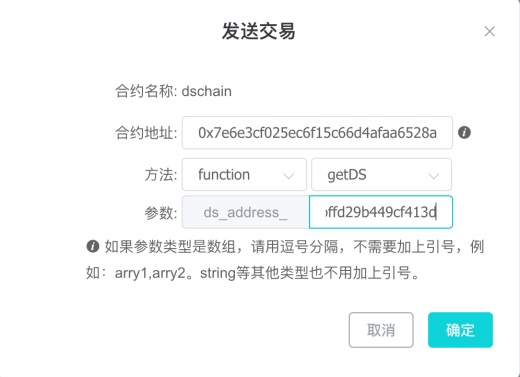 发送交易
合约名称: dschain
合约地址: 0x7e6e3cf025ec6f15c66d4afaa6528a
方法: function getDS
参数: ds_address_ ffd29b449cf413d
如果参数类型是数组，请用逗号分隔，不需要加上引号，例
如：arry1,arry2。string等其他类型也不用加上引号。
取消 确定